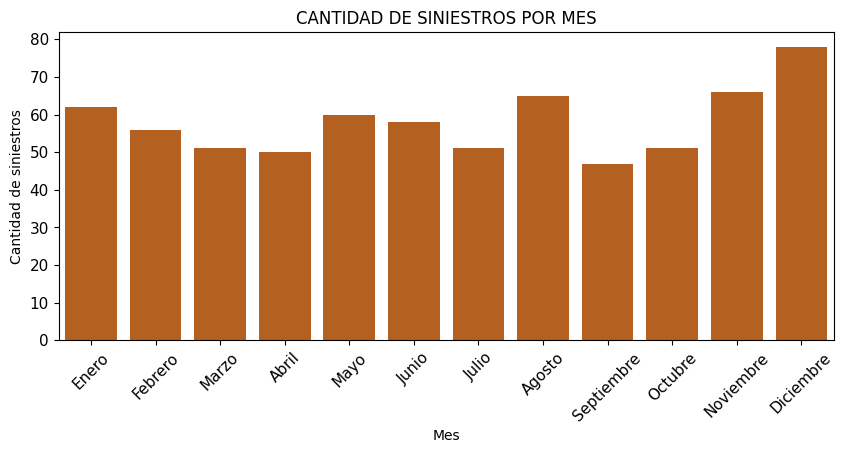 CANTIDAD DE SINIESTROS POR MES
Cantidad de siniestros
80
70
60
50
40
30
20
10
0
Enero
Febrero
Marzo
Abril
Mayo
Junio
Julio
Agosto
Septiembre
Octubre
Noviembre
Diciembre
Mes